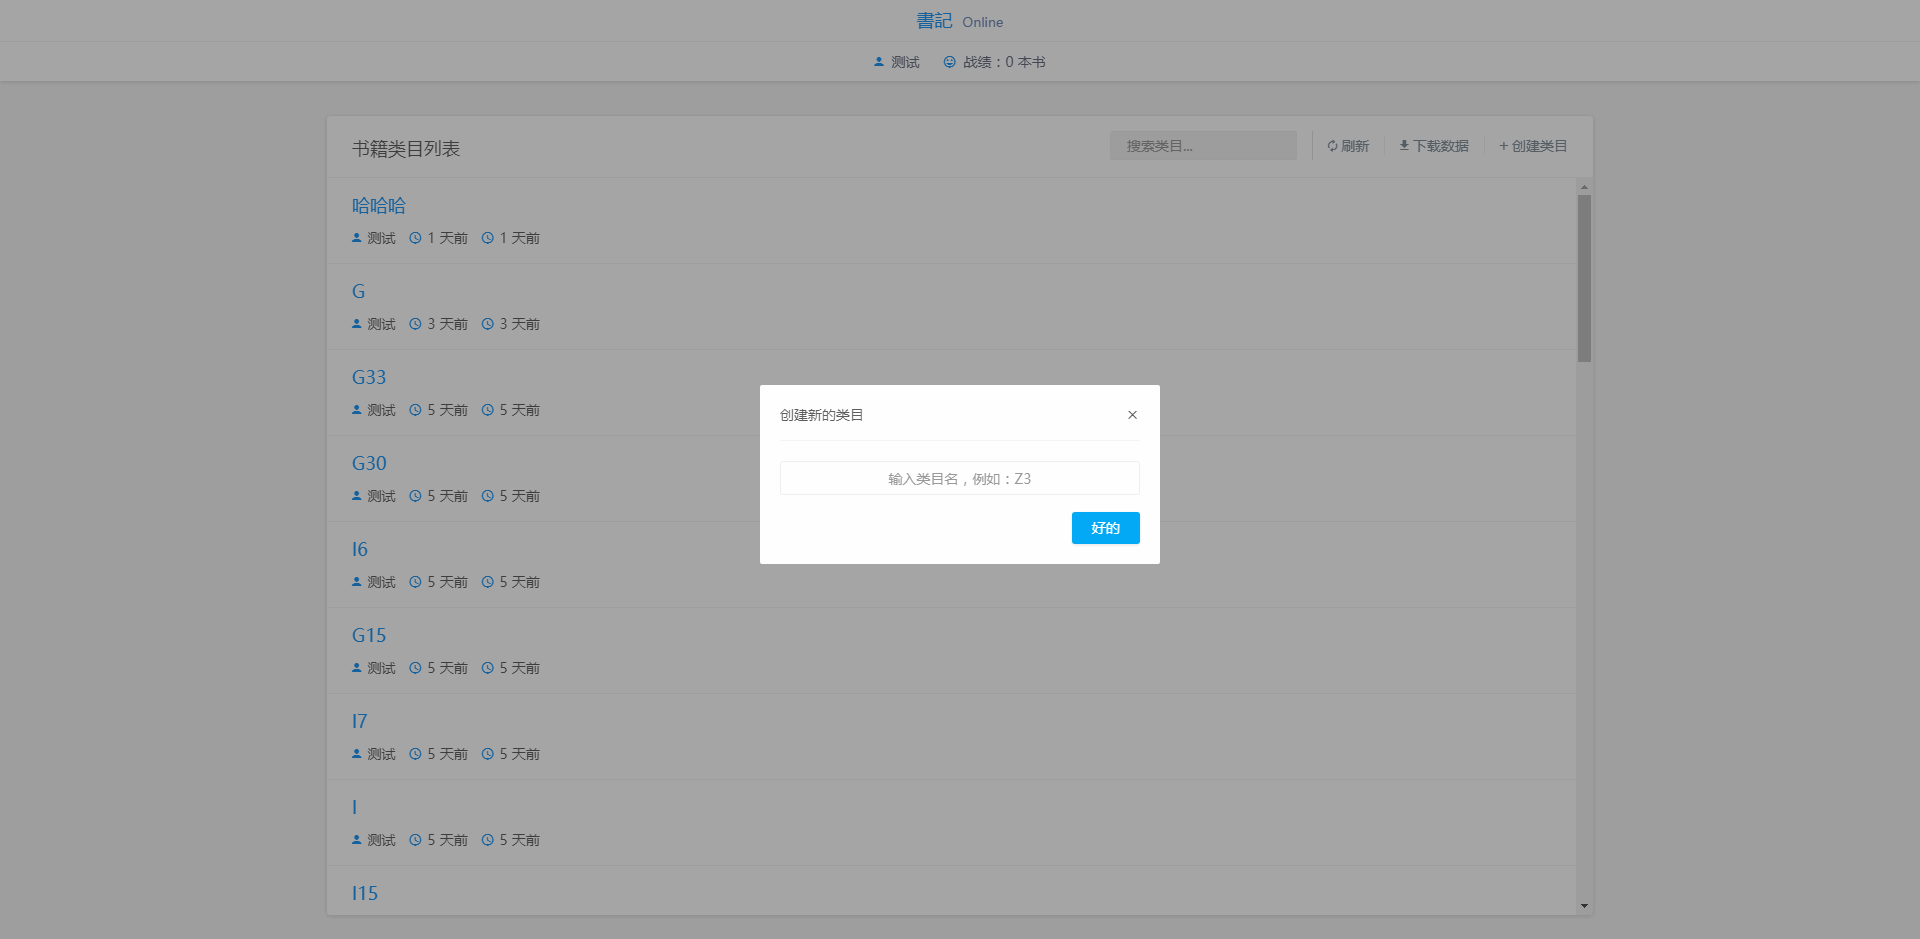 書記 Online
测试 战绩：0 本书
书籍类目列表 搜索类目... 刷新 下载数据 + 创建类目
哈哈哈
测试 1 天前 1 天前
G
测试 3 天前 3 天前
G33
测试 5 天前 5 天前
G30
测试 5 天前 5 天前
I6
测试 5 天前 5 天前
G15
测试 5 天前 5 天前
I7
测试 5 天前 5 天前
I
测试 5 天前 5 天前
I15
创建新的类目 ×
输入类目名，例如：Z3
好的